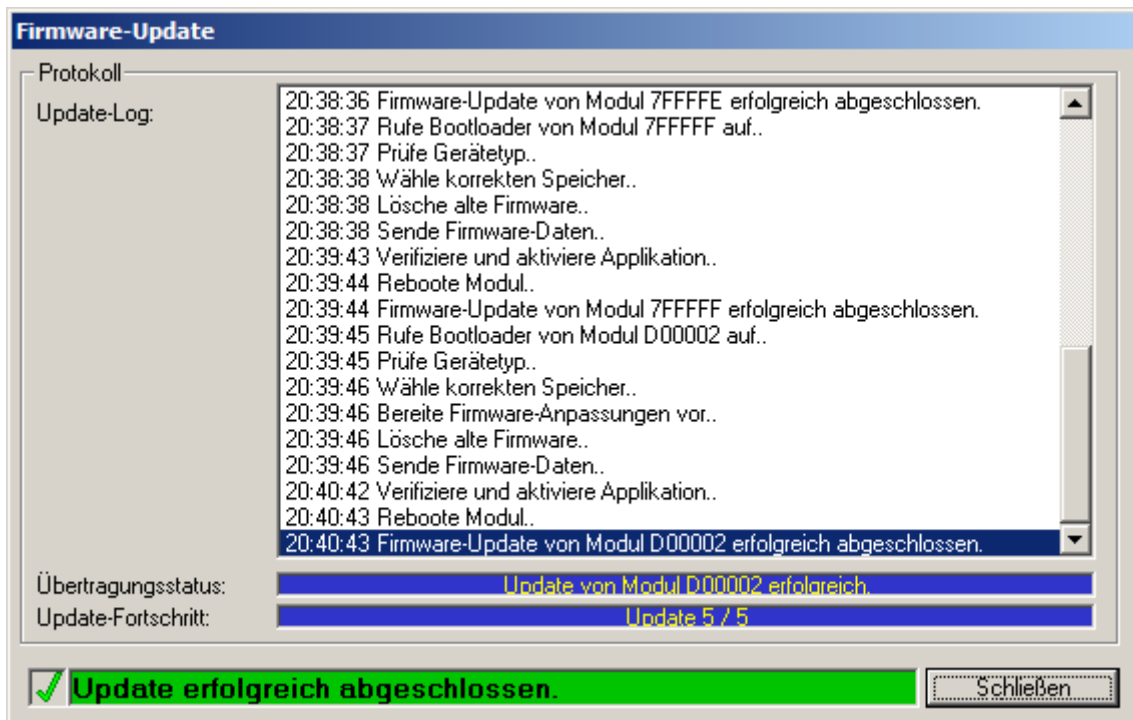 Firmware-Update
Protokoll
Update-Log:
20:38:36 Firmware-Update von Modul 7FFFFE erfolgreich abgeschlossen.
20:38:37 Rufe Bootloader von Modul 7FFFFF auf..
20:38:37 Prüfe Gerätetyp..
20:38:38 Wähle korrekten Speicher..
20:38:38 Lösche alte Firmware..
20:38:38 Sende Firmware-Daten..
20:39:43 Verifiziere und aktiviere Applikation..
20:39:44 Reboote Modul..
20:39:44 Firmware-Update von Modul 7FFFFF erfolgreich abgeschlossen.
20:39:45 Rufe Bootloader von Modul D00002 auf..
20:39:45 Prüfe Gerätetyp..
20:39:46 Wähle korrekten Speicher..
20:39:46 Bereite Firmware-Anpassungen vor..
20:39:46 Lösche alte Firmware..
20:39:46 Sende Firmware-Daten..
20:40:42 Verifiziere und aktiviere Applikation..
20:40:43 Reboote Modul..
20:40:43 Firmware-Update von Modul D00002 erfolgreich abgeschlossen.
Übertragungsstatus: Update von Modul D00002 erfolgreich.
Update-Fortschritt: Update 5 / 5
Update erfolgreich abgeschlossen. Schließen